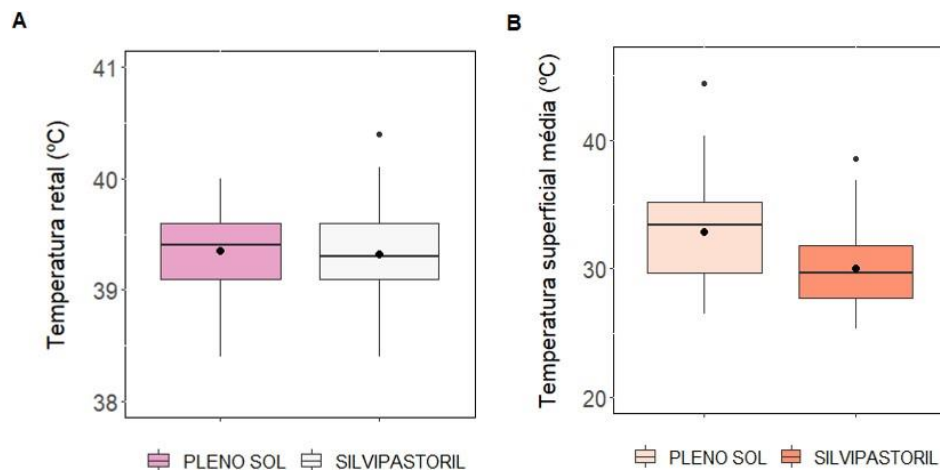 A
Temperatura retal (ºC)
41
40
39
38
PLENO SOL SILVIPASTORIL
B
Temperatura superficial média (ºC)
40
30
20
PLENO SOL SILVIPASTORIL